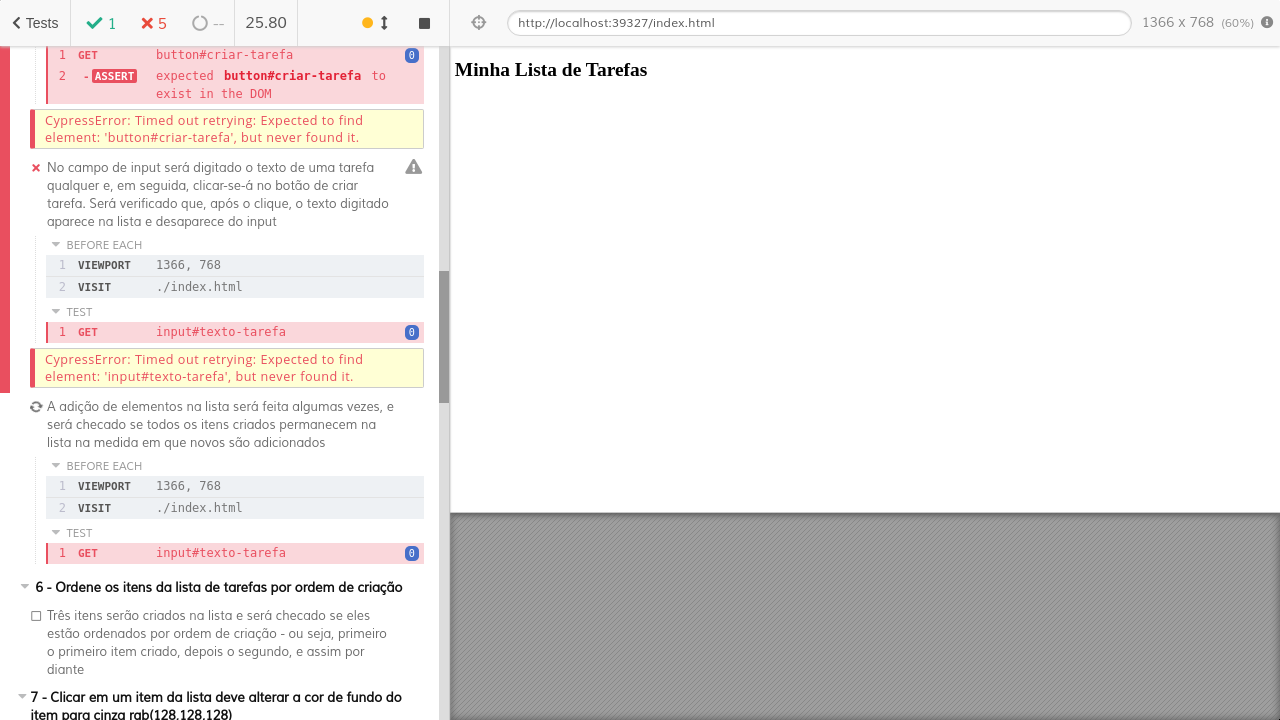 Tests
1
5
--
25.80
http://localhost:39327/index.html
1366 x 768 (60%)
1 GET button#criar-tarefa 0
2 -ASSERT expected button#criar-tarefa to
exist in the DOM
CypressError: Timed out retrying: Expected to find
element: 'button#criar-tarefa', but never found it.
No campo de input será digitado o texto de uma tarefa
qualquer e, em seguida, clicar-se-á no botão de criar
tarefa. Será verificado que, após o clique, o texto digitado
aparece na lista e desaparece do input
BEFORE EACH
1 VIEWPORT 1366, 768
2 VISIT ./index.html
TEST
1 GET input#texto-tarefa 0
CypressError: Timed out retrying: Expected to find
element: 'input#texto-tarefa', but never found it.
A adição de elementos na lista será feita algumas vezes, e
será checado se todos os itens criados permanecem na
lista na medida em que novos são adicionados
BEFORE EACH
1 VIEWPORT 1366, 768
2 VISIT ./index.html
TEST
1 GET input#texto-tarefa 0
6 - Ordene os itens da lista de tarefas por ordem de criação
Três itens serão criados na lista e será checado se eles
estão ordenados por ordem de criação - ou seja, primeiro
o primeiro item criado, depois o segundo, e assim por
diante
7 - Clicar em um item da lista deve alterar a cor de fundo do
item para cinza rgb(128,128,128)
Minha Lista de Tarefas